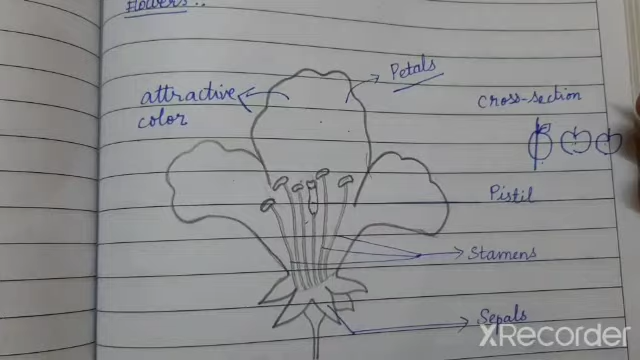 Flowers :-
Petals
attractive
color
Cross-section
Pistil
Stamens
Sepals
XRecorder